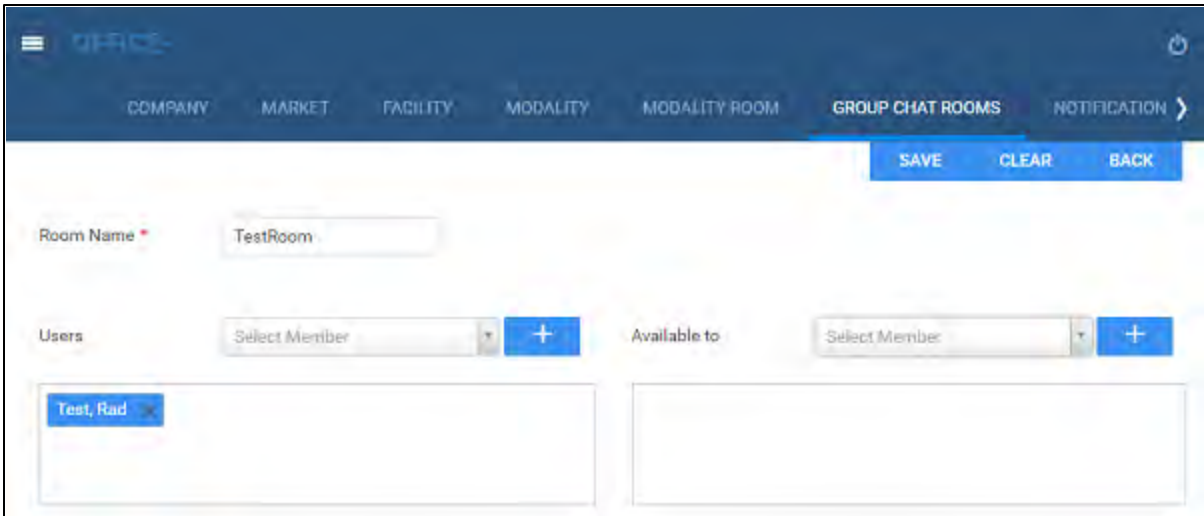 OFFICE-
COMPANY MARKET FACILITY MODALITY MODALITY ROOM GROUP CHAT ROOMS NOTIFICATION
SAVE CLEAR BACK
Room Name * TestRoom
Users Select Member + Available to Select Member +
Test, Rad